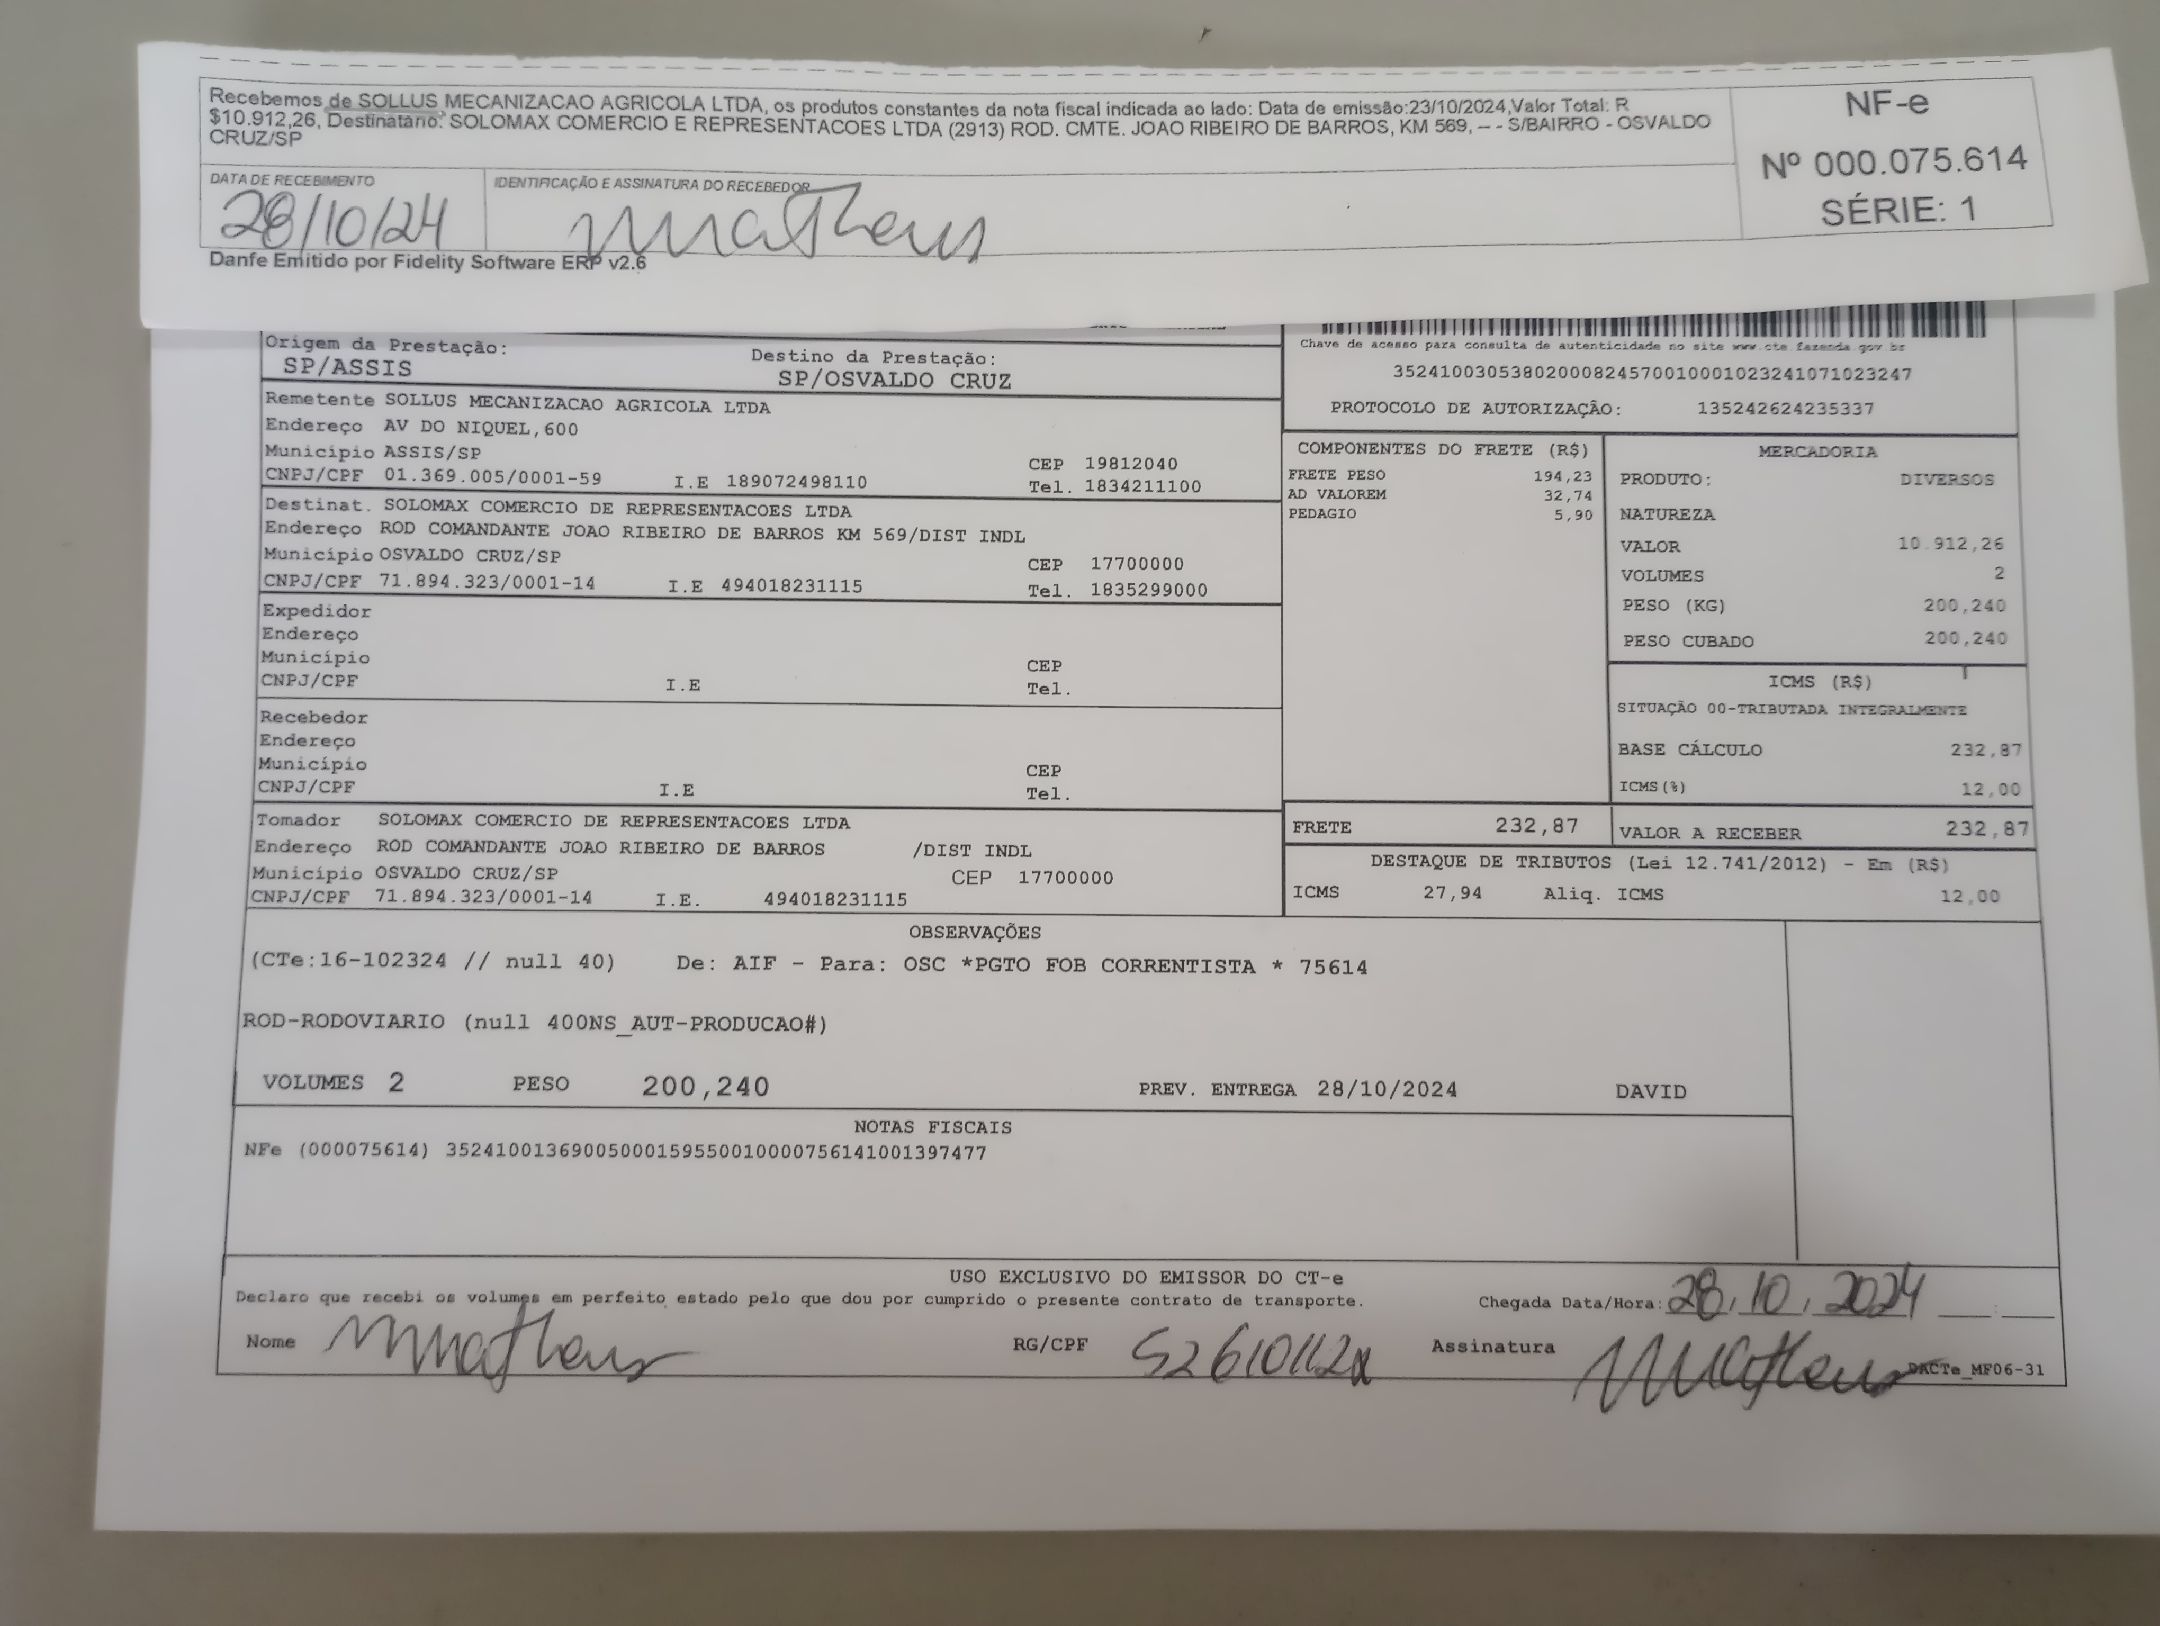 Recebemos de SOLLUS MECANIZACAO AGRICOLA LTDA, os produtos constantes da nota fiscal indicada ao lado: Data de emissão:23/10/2024,Valor Total: R
$10.912,26, Destinatário: SOLOMAX COMERCIO E REPRESENTACOES LTDA (2913) ROD. CMTE. JOAO RIBEIRO DE BARROS, KM 569, – - S/BAIRRO - OSVALDO
CRUZ/SP
NF-e
Nº 000.075.614
SÉRIE: 1
DATA DE RECEBIMENTO
28/10/24
IDENTIFICAÇÃO E ASSINATURA DO RECEBEDOR
Matheus
Danfe Emitido por Fidelity Software ERP v2.6
Origem da Prestação:
SP/ASSIS
Destino da Prestação:
SP/OSVALDO CRUZ
Chave de acesso para consulta de autenticidade no site www.cte.fazenda.gov.br
35241003053802000824570010001023241071023247
PROTOCOLO DE AUTORIZAÇÃO: 135242624235337
Remetente SOLLUS MECANIZACAO AGRICOLA LTDA
Endereço AV DO NIQUEL,600
Município ASSIS/SP CEP 19812040
CNPJ/CPF 01.369.005/0001-59 I.E 189072498110 Tel. 1834211100
Destinat. SOLOMAX COMERCIO DE REPRESENTACOES LTDA
Endereço ROD COMANDANTE JOAO RIBEIRO DE BARROS KM 569/DIST INDL
Município OSVALDO CRUZ/SP CEP 17700000
CNPJ/CPF 71.894.323/0001-14 I.E 494018231115 Tel. 1835299000
Expedidor
Endereço
Município CEP
CNPJ/CPF I.E Tel.
Recebedor
Endereço
Município CEP
CNPJ/CPF I.E Tel.
Tomador SOLOMAX COMERCIO DE REPRESENTACOES LTDA
Endereço ROD COMANDANTE JOAO RIBEIRO DE BARROS /DIST INDL
Município OSVALDO CRUZ/SP CEP 17700000
CNPJ/CPF 71.894.323/0001-14 I.E. 494018231115
COMPONENTES DO FRETE (R$)
FRETE PESO 194,23
AD VALOREM 32,74
PEDAGIO 5,90
MERCADORIA
PRODUTO: DIVERSOS
NATUREZA
VALOR 10.912,26
VOLUMES 2
PESO (KG) 200,240
PESO CUBADO 200,240
ICMS (R$)
SITUAÇÃO 00-TRIBUTADA INTEGRALMENTE
BASE CÁLCULO 232,87
ICMS(%) 12,00
FRETE 232,87
VALOR A RECEBER 232,87
DESTAQUE DE TRIBUTOS (Lei 12.741/2012) - Em (R$)
ICMS 27,94 Aliq. ICMS 12,00
OBSERVAÇÕES
(CTe:16-102324 // null 40) De: AIF - Para: OSC *PGTO FOB CORRENTISTA * 75614
ROD-RODOVIARIO (null 400NS_AUT-PRODUCAO#)
VOLUMES 2 PESO 200,240 PREV. ENTREGA 28/10/2024 DAVID
NOTAS FISCAIS
NFe (000075614) 35241001369005000159550010000756141001397477
USO EXCLUSIVO DO EMISSOR DO CT-e
Declaro que recebi os volumes em perfeito estado pelo que dou por cumprido o presente contrato de transporte. Chegada Data/Hora: 28.10.2024 ___:___
Nome Matheus RG/CPF Assinatura Matheus
DACTe_MF06-31